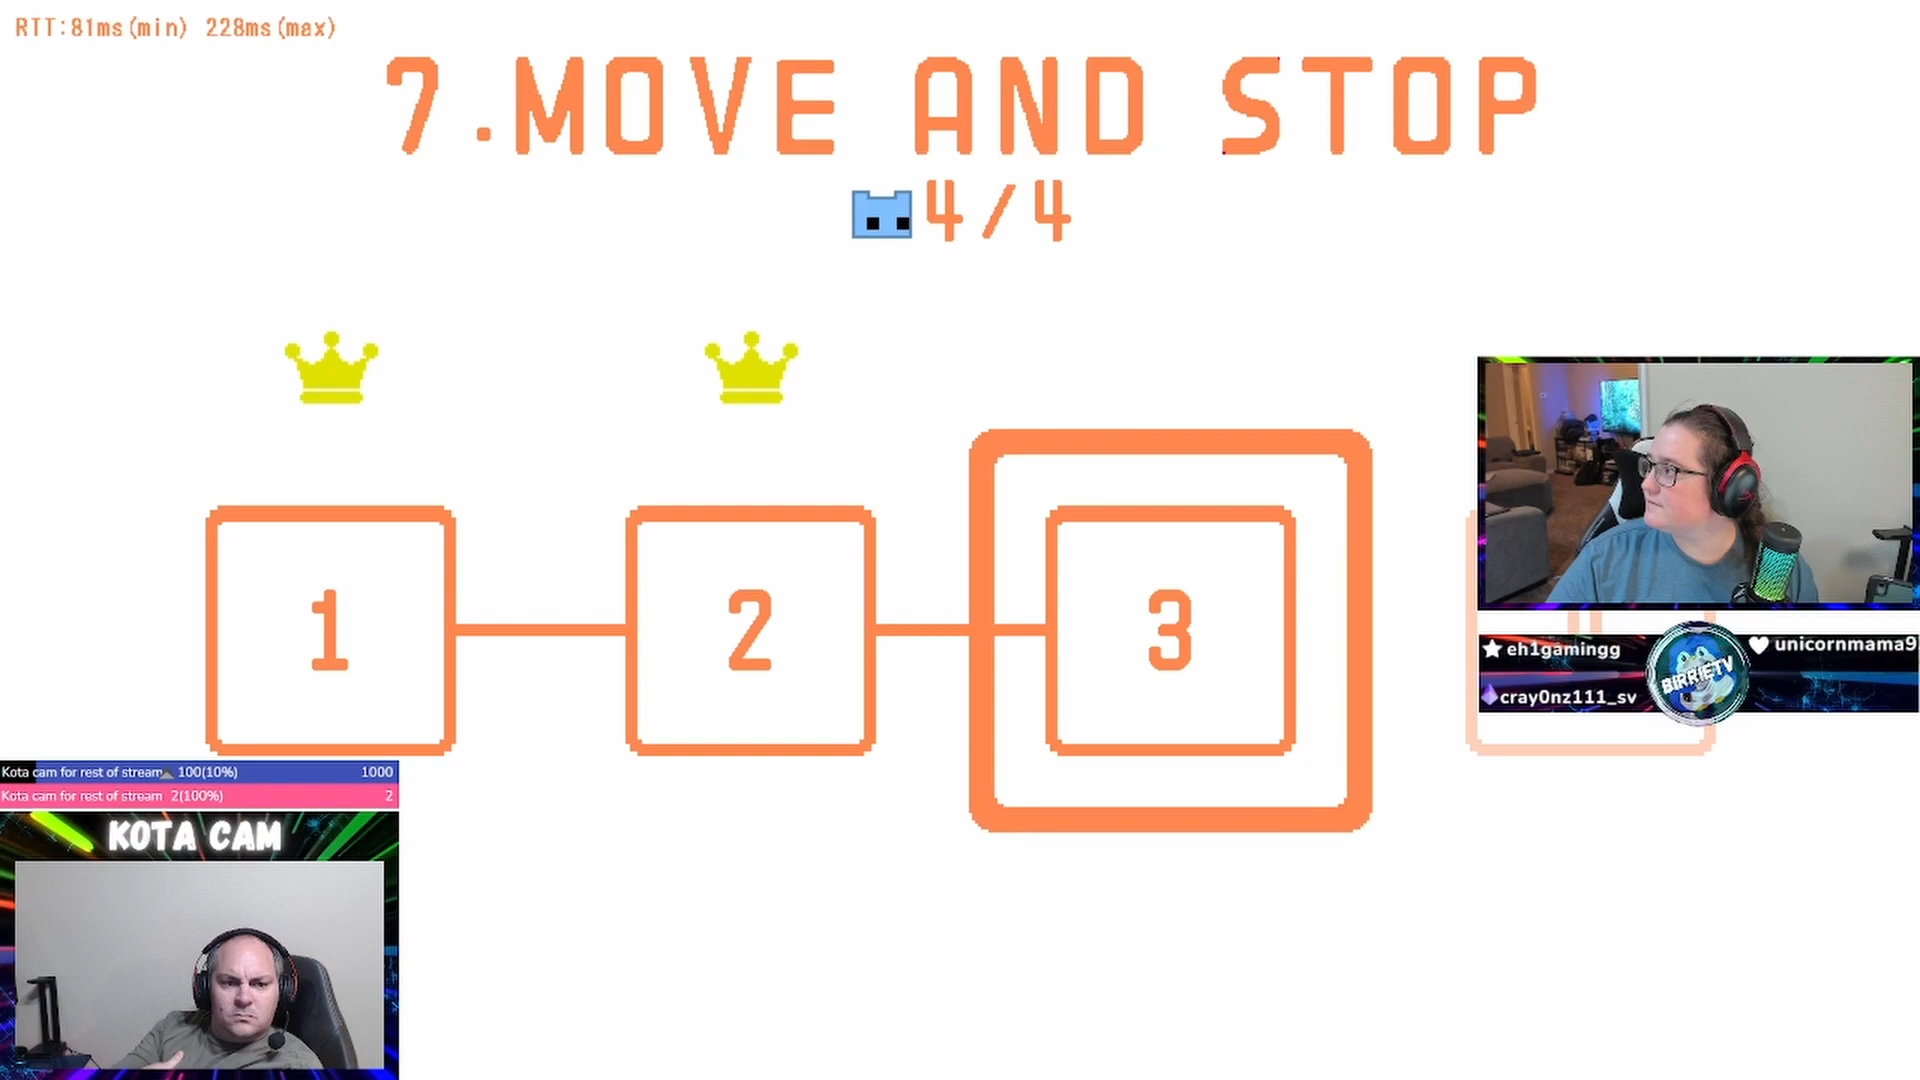 RTT:81ms(min) 228ms(max)
7.MOVE AND STOP
4/4
1
2
3
eh1gamingg
unicornmama9
cray0nz111_sv
BIRRIETV
Kota cam for rest of stream 100(10%) 1000
Kota cam for rest of stream 2(100%) 2
KOTA CAM